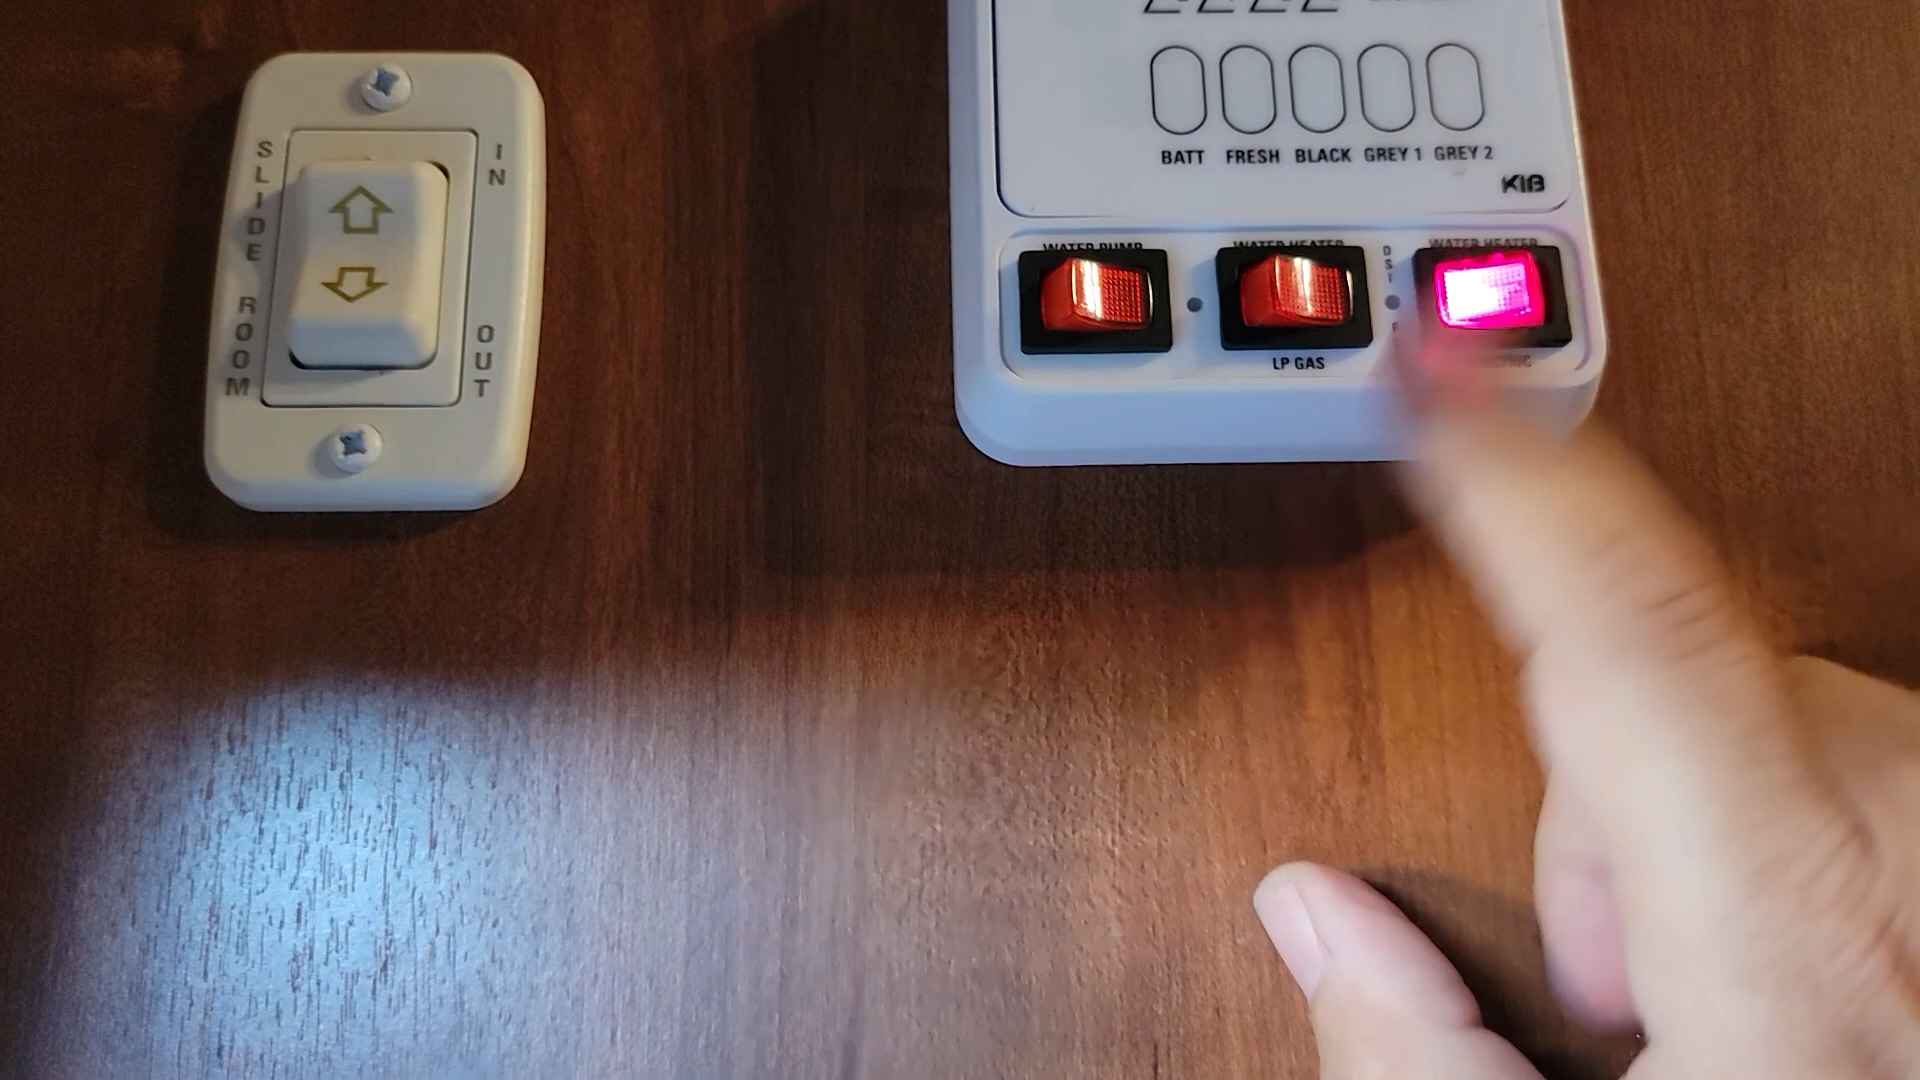 SLIDE ROOM
IN
OUT
BATT FRESH BLACK GREY 1 GREY 2
KIB
WATER PUMP
WATER HEATER
LP GAS
DSI
WATER HEATER